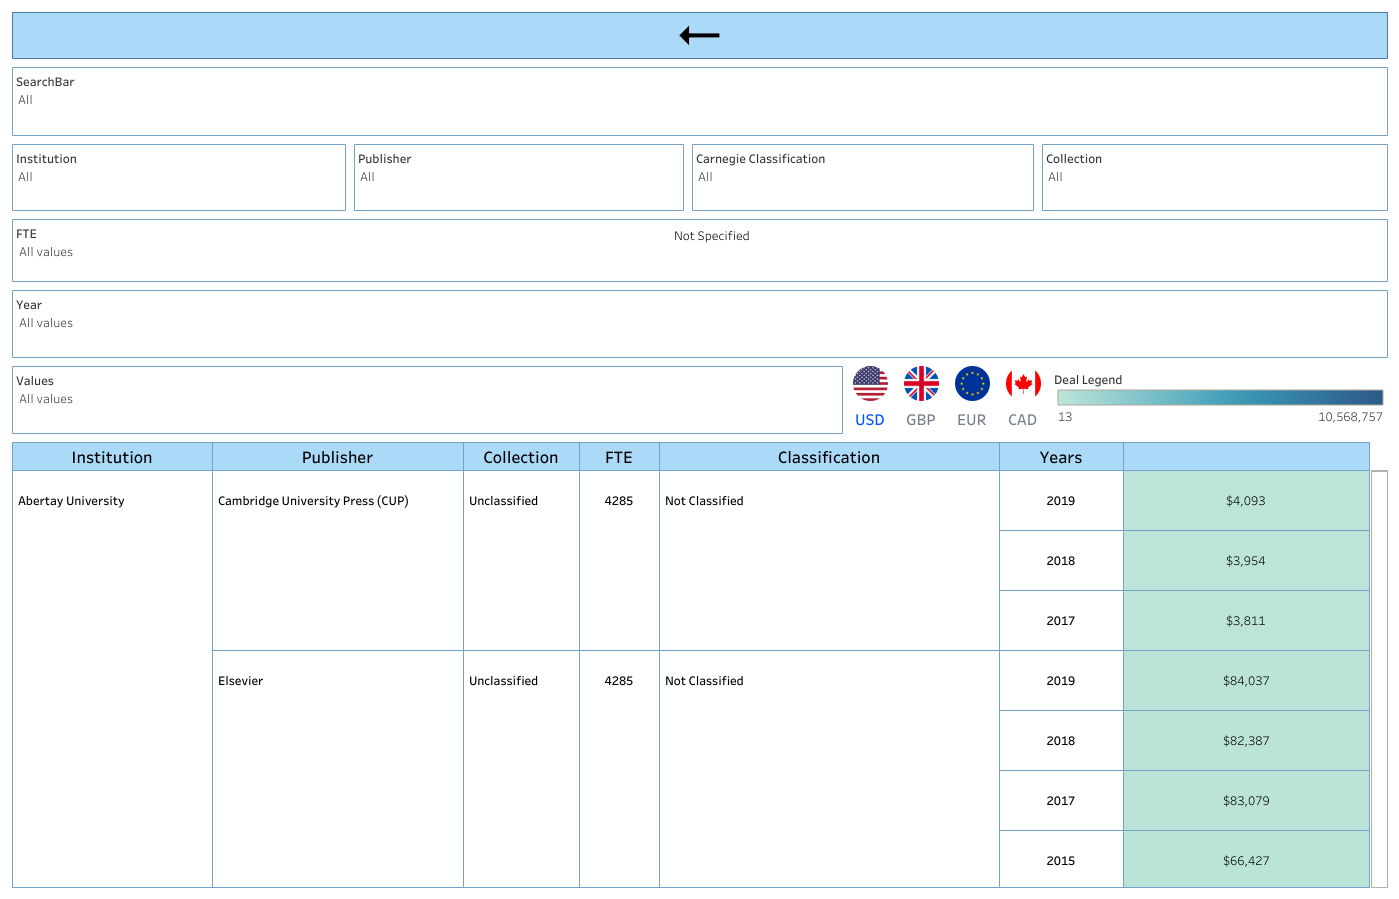 SearchBar
All
Institution
All
Publisher
All
Carnegie Classification
All
Collection
All
FTE
All values
Not Specified
Year
All values
Values
All values
USD
GBP
EUR
CAD
Deal Legend
13
10,568,757
Institution Publisher Collection FTE Classification Years
Abertay University Cambridge University Press (CUP) Unclassified 4285 Not Classified 2019 $4,093
2018 $3,954
2017 $3,811
Elsevier Unclassified 4285 Not Classified 2019 $84,037
2018 $82,387
2017 $83,079
2015 $66,427